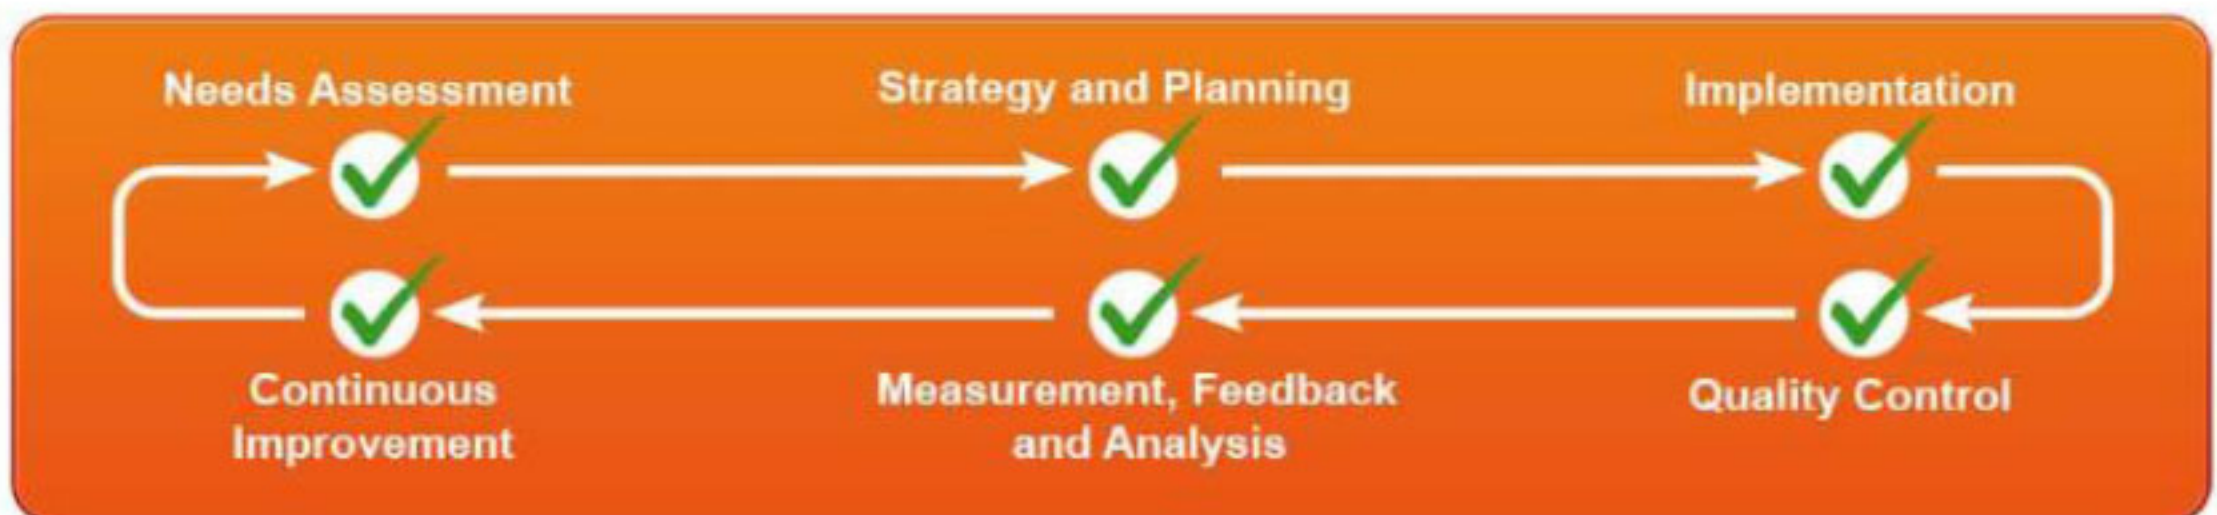 Needs Assessment
Strategy and Planning
Implementation
Continuous
Improvement
Measurement, Feedback
and Analysis
Quality Control